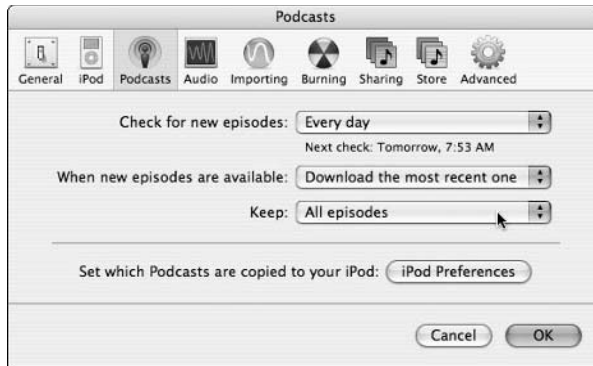 Podcasts
General iPod Podcasts Audio Importing Burning Sharing Store Advanced
Check for new episodes: Every day
Next check: Tomorrow, 7:53 AM
When new episodes are available: Download the most recent one
Keep: All episodes
Set which Podcasts are copied to your iPod: iPod Preferences
Cancel OK